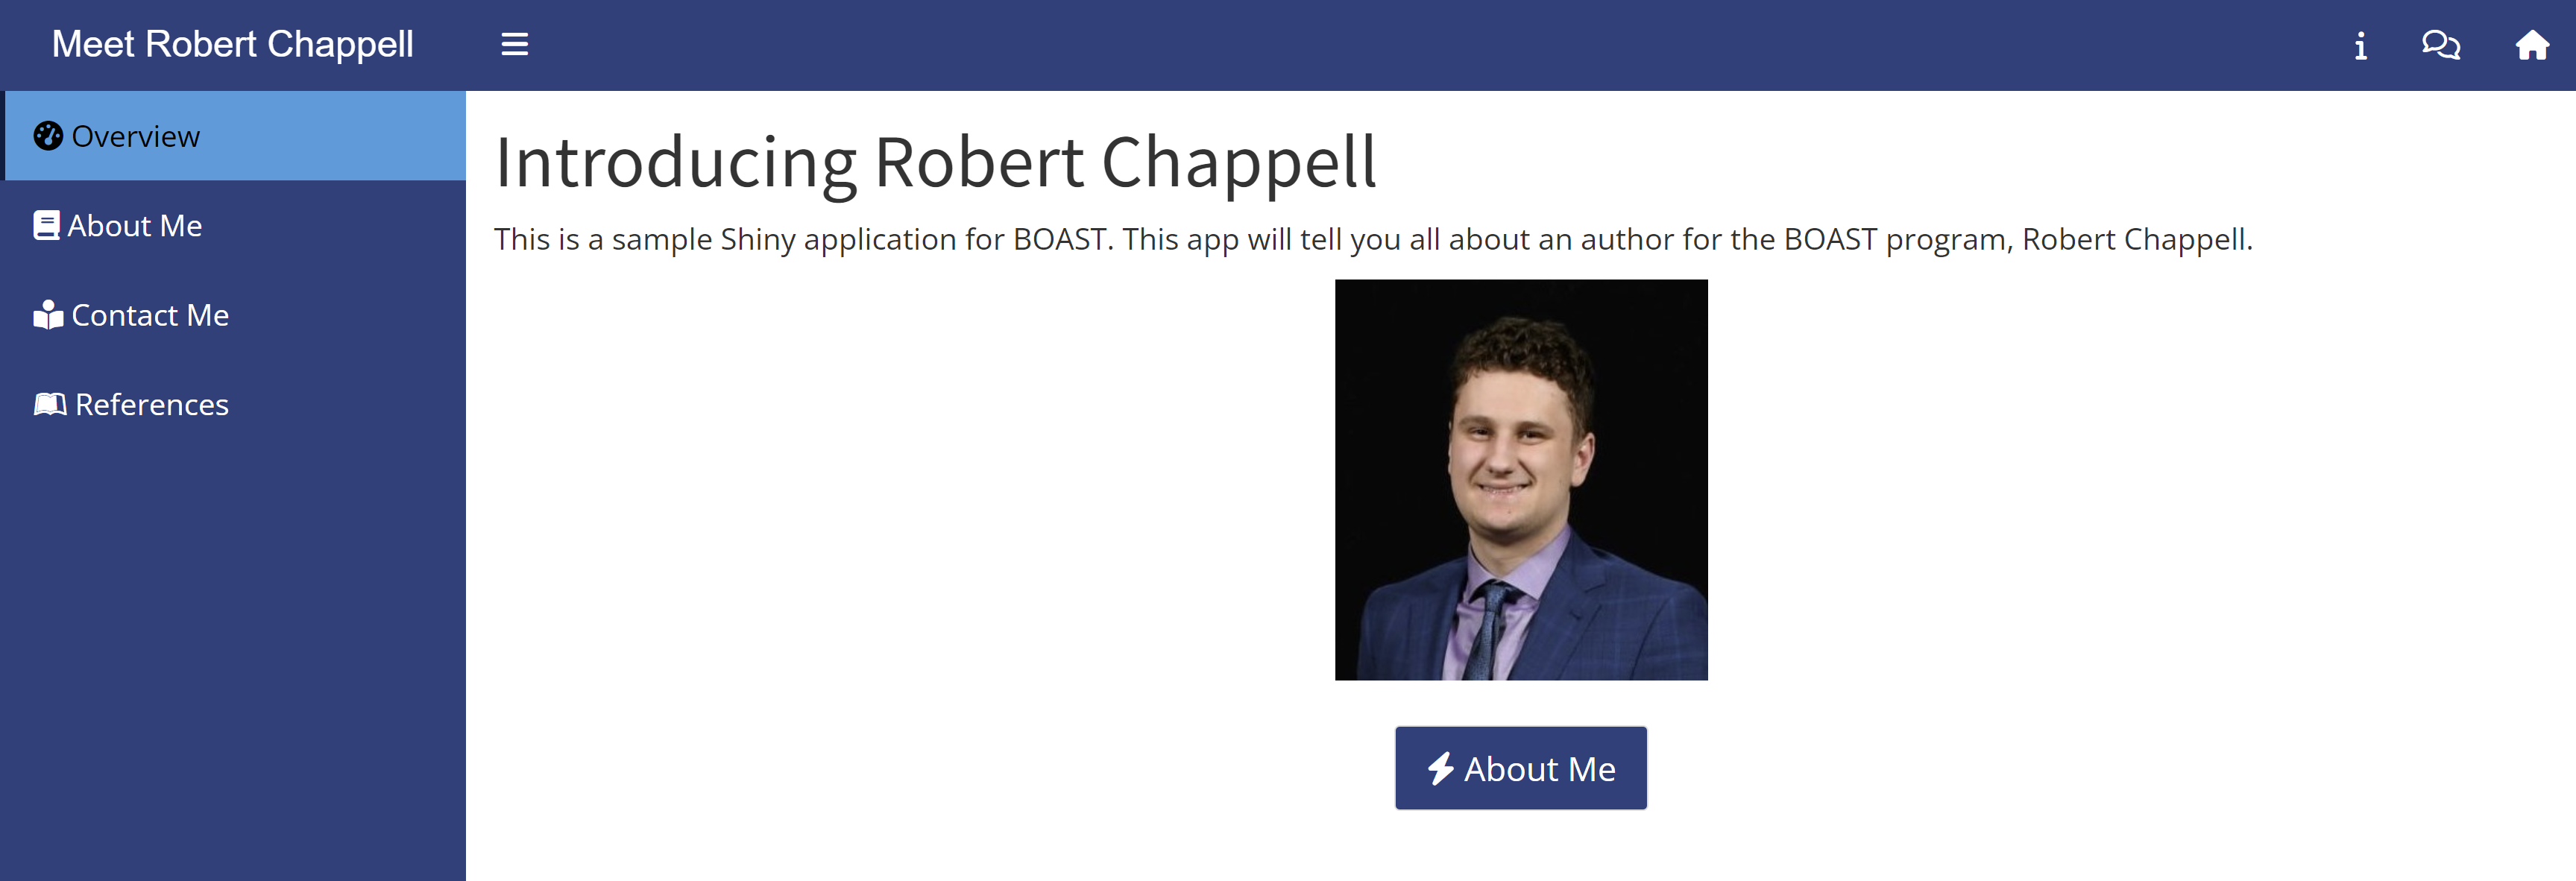 Meet Robert Chappell
Overview
About Me
Contact Me
References
Introducing Robert Chappell
This is a sample Shiny application for BOAST. This app will tell you all about an author for the BOAST program, Robert Chappell.
About Me